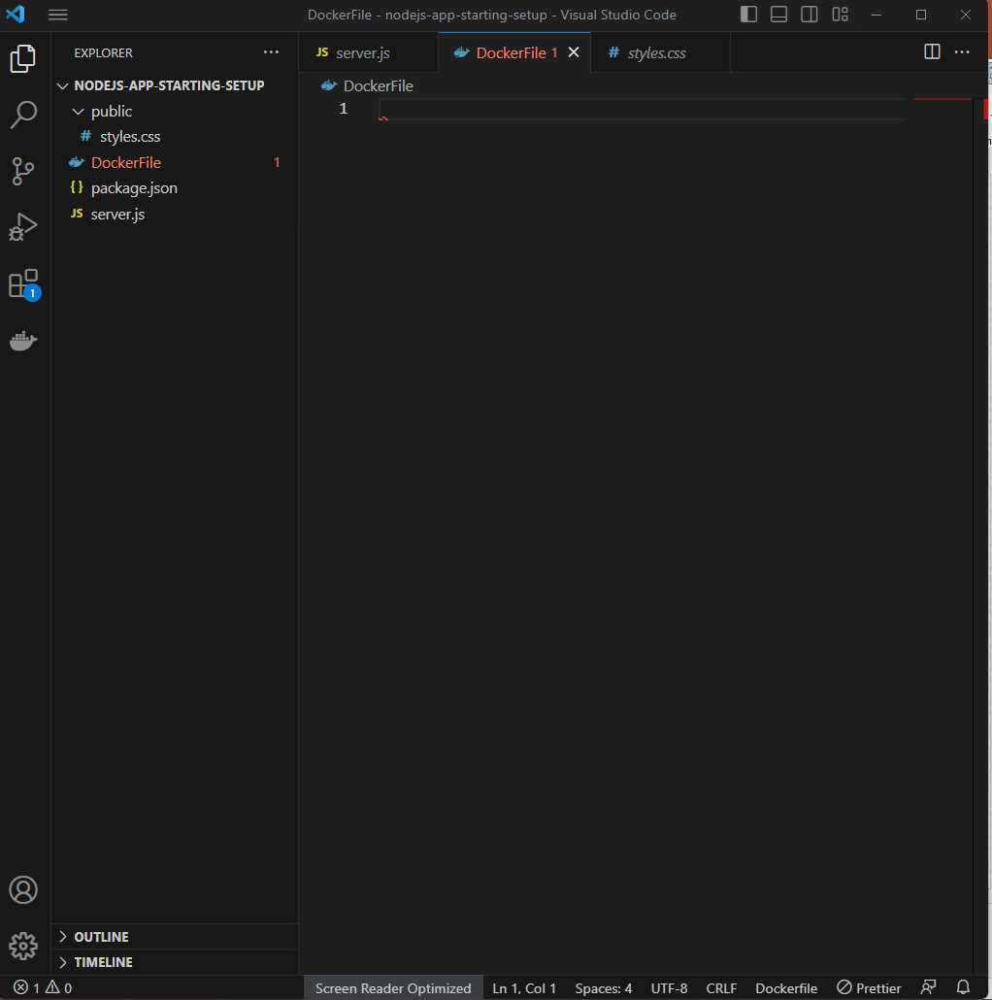 DockerFile - nodejs-app-starting-setup - Visual Studio Code
EXPLORER
JS server.js
DockerFile 1
# styles.css
NODEJS-APP-STARTING-SETUP
DockerFile
public
1
# styles.css
DockerFile 1
{} package.json
JS server.js
1
OUTLINE
TIMELINE
1 0
Screen Reader Optimized
Ln 1, Col 1
Spaces: 4
UTF-8
CRLF
Dockerfile
Prettier